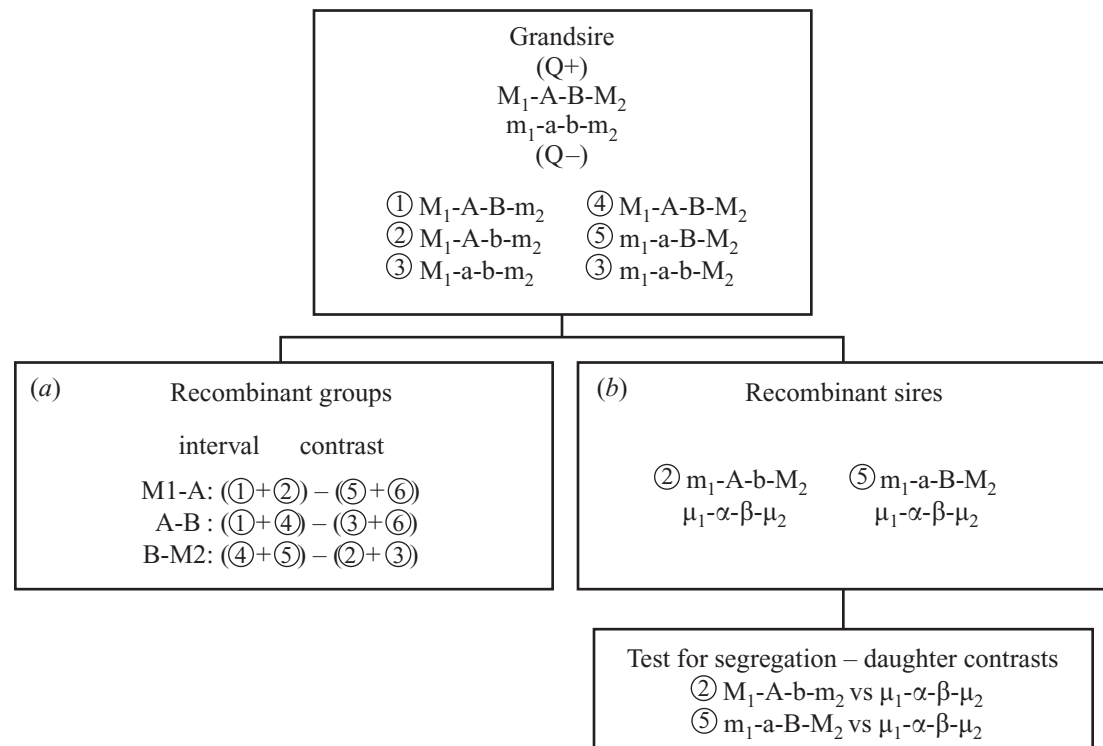 Grandsire
(Q+)
M₁-A-B-M₂
m₁-a-b-m₂
(Q−)
① M₁-A-B-m₂ ④ M₁-A-B-M₂
② M₁-A-b-m₂ ⑤ m₁-a-B-M₂
③ M₁-a-b-m₂ ③ m₁-a-b-M₂
(a) Recombinant groups
interval contrast
M1-A: (①+②) – (⑤+⑥)
A-B : (①+④) – (③+⑥)
B-M2: (④+⑤) – (②+③)
(b) Recombinant sires
② m₁-A-b-M₂ ⑤ m₁-a-B-M₂
μ₁-α-β-μ₂ μ₁-α-β-μ₂
Test for segregation – daughter contrasts
② M₁-A-b-m₂ vs μ₁-α-β-μ₂
⑤ m₁-a-B-M₂ vs μ₁-α-β-μ₂